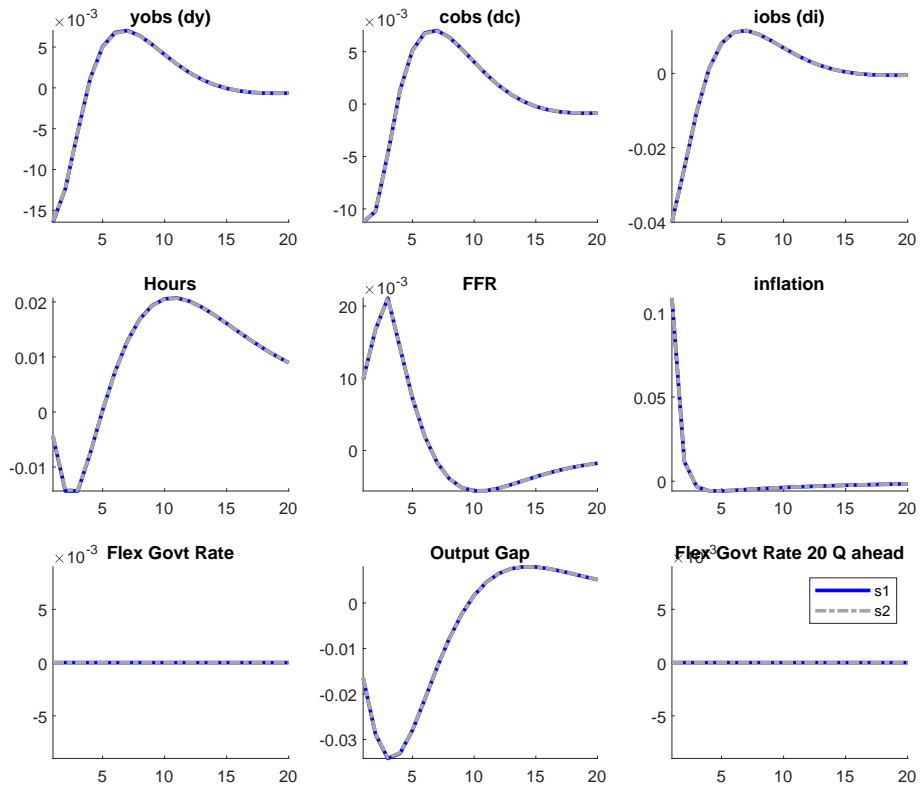 yobs (dy)
cobs (dc)
iobs (di)
×10^-3
5
0
-5
-10
-15
5 10 15 20
×10^-3
5
0
-5
-10
5 10 15 20
0
-0.02
-0.04
5 10 15 20
Hours
FFR
inflation
0.02
0.01
0
-0.01
5 10 15 20
×10^-3
20
10
0
5 10 15 20
0.1
0.05
0
5 10 15 20
Flex Govt Rate
Output Gap
Flex Govt Rate 20 Q ahead
×10^-3
5
0
-5
5 10 15 20
0
-0.01
-0.02
-0.03
5 10 15 20
5
0
-5
5 10 15 20
s1
s2